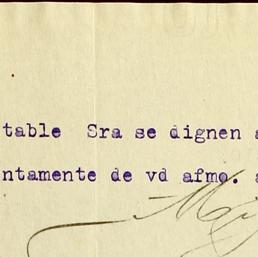 table Sra se dignen a
ntamente de vd afmo. a